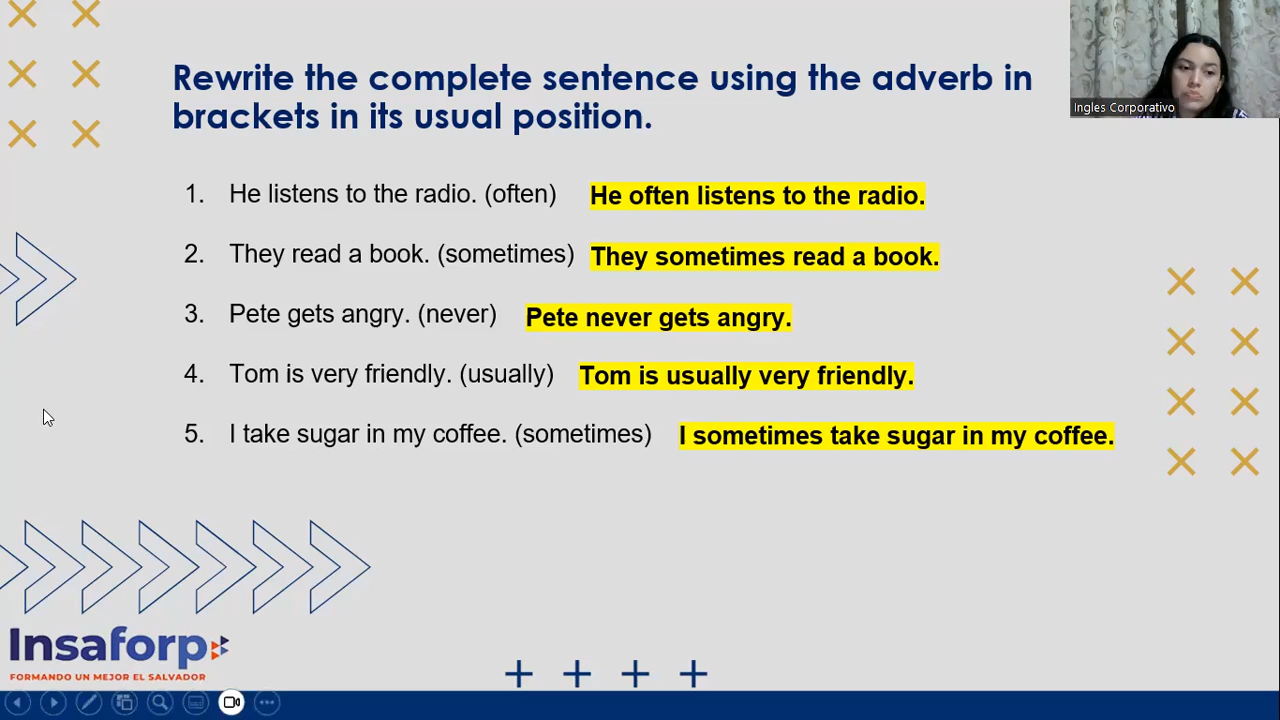 Rewrite the complete sentence using the adverb in
brackets in its usual position.
Ingles Corporativo
1. He listens to the radio. (often) He often listens to the radio.
2. They read a book. (sometimes) They sometimes read a book.
3. Pete gets angry. (never) Pete never gets angry.
4. Tom is very friendly. (usually) Tom is usually very friendly.
5. I take sugar in my coffee. (sometimes) I sometimes take sugar in my coffee.
Insaforp
FORMANDO UN MEJOR EL SALVADOR